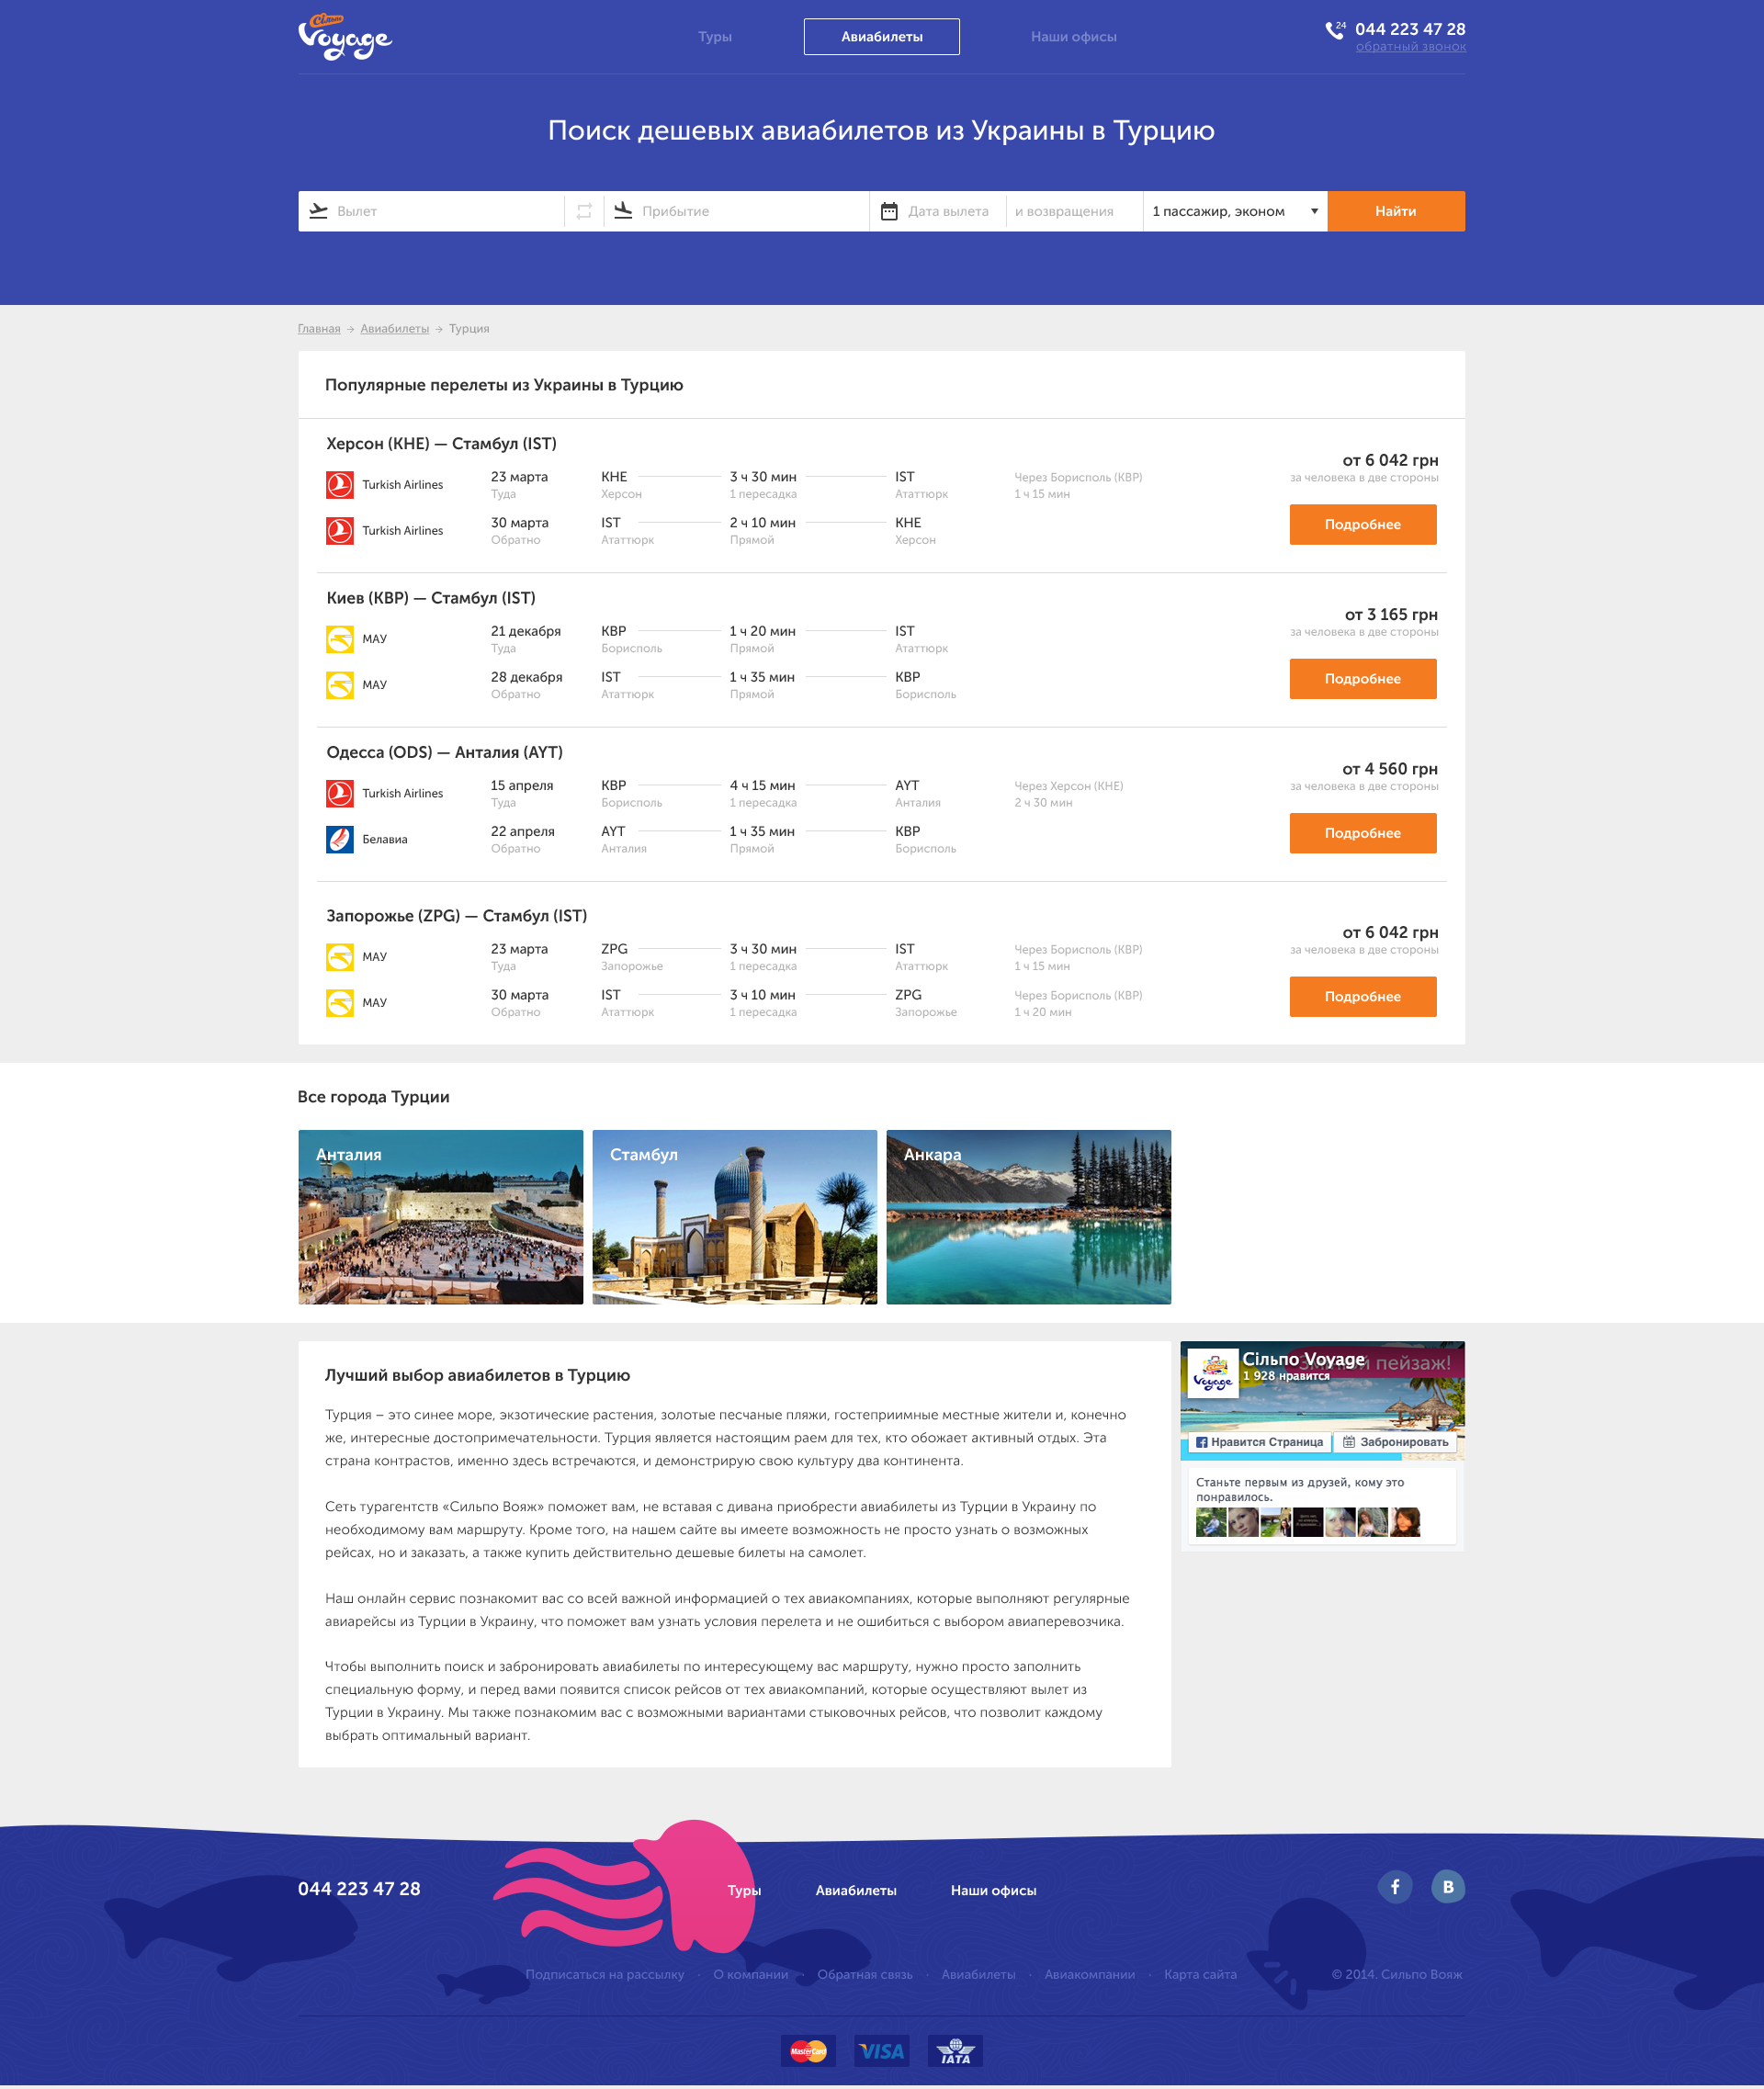 Сільпо
Voyage
Туры
Авиабилеты
Наши офисы
24
044 223 47 28
обратный звонок
Поиск дешевых авиабилетов из Украины в Турцию
Вылет
Прибытие
Дата вылета
и возвращения
1 пассажир, эконом
Найти
Главная → Авиабилеты → Турция
Популярные перелеты из Украины в Турцию
Херсон (KHE) — Стамбул (IST)
Turkish Airlines
23 марта
Туда
KHE
Херсон
3 ч 30 мин
1 пересадка
IST
Ататтюрк
Через Борисполь (KBP)
1 ч 15 мин
Turkish Airlines
30 марта
Обратно
IST
Ататтюрк
2 ч 10 мин
Прямой
KHE
Херсон
от 6 042 грн
за человека в две стороны
Подробнее
Киев (KBP) — Стамбул (IST)
МАУ
21 декабря
Туда
KBP
Борисполь
1 ч 20 мин
Прямой
IST
Ататтюрк
МАУ
28 декабря
Обратно
IST
Ататтюрк
1 ч 35 мин
Прямой
KBP
Борисполь
от 3 165 грн
за человека в две стороны
Подробнее
Одесса (ODS) — Анталия (AYT)
Turkish Airlines
15 апреля
Туда
KBP
Борисполь
4 ч 15 мин
1 пересадка
AYT
Анталия
Через Херсон (KHE)
2 ч 30 мин
Белавиа
22 апреля
Обратно
AYT
Анталия
1 ч 35 мин
Прямой
KBP
Борисполь
от 4 560 грн
за человека в две стороны
Подробнее
Запорожье (ZPG) — Стамбул (IST)
МАУ
23 марта
Туда
ZPG
Запорожье
3 ч 30 мин
1 пересадка
IST
Ататтюрк
Через Борисполь (KBP)
1 ч 15 мин
МАУ
30 марта
Обратно
IST
Ататтюрк
3 ч 10 мин
1 пересадка
ZPG
Запорожье
Через Борисполь (KBP)
1 ч 20 мин
от 6 042 грн
за человека в две стороны
Подробнее
Все города Турции
Анталия
Стамбул
Анкара
Лучший выбор авиабилетов в Турцию
Турция – это синее море, экзотические растения, золотые песчаные пляжи, гостеприимные местные жители и, конечно
же, интересные достопримечательности. Турция является настоящим раем для тех, кто обожает активный отдых. Эта
страна контрастов, именно здесь встречаются, и демонстрирую свою культуру два континента.
Сеть турагентств «Сильпо Вояж» поможет вам, не вставая с дивана приобрести авиабилеты из Турции в Украину по
необходимому вам маршруту. Кроме того, на нашем сайте вы имеете возможность не просто узнать о возможных
рейсах, но и заказать, а также купить действительно дешевые билеты на самолет.
Наш онлайн сервис познакомит вас со всей важной информацией о тех авиакомпаниях, которые выполняют регулярные
авиарейсы из Турции в Украину, что поможет вам узнать условия перелета и не ошибиться с выбором авиаперевозчика.
Чтобы выполнить поиск и забронировать авиабилеты по интересующему вас маршруту, нужно просто заполнить
специальную форму, и перед вами появится список рейсов от тех авиакомпаний, которые осуществляют вылет из
Турции в Украину. Мы также познакомим вас с возможными вариантами стыковочных рейсов, что позволит каждому
выбрать оптимальный вариант.
Voyage
Сільпо Voyage
пейзаж!
1 928 нравится
Нравится Страница
Забронировать
Станьте первым из друзей, кому это
понравилось.
044 223 47 28
Туры
Авиабилеты
Наши офисы
f
B
Подписаться на рассылку · О компании · Обратная связь · Авиабилеты · Авиакомпании · Карта сайта
© 2014. Сильпо Вояж
MasterCard
VISA
IATA